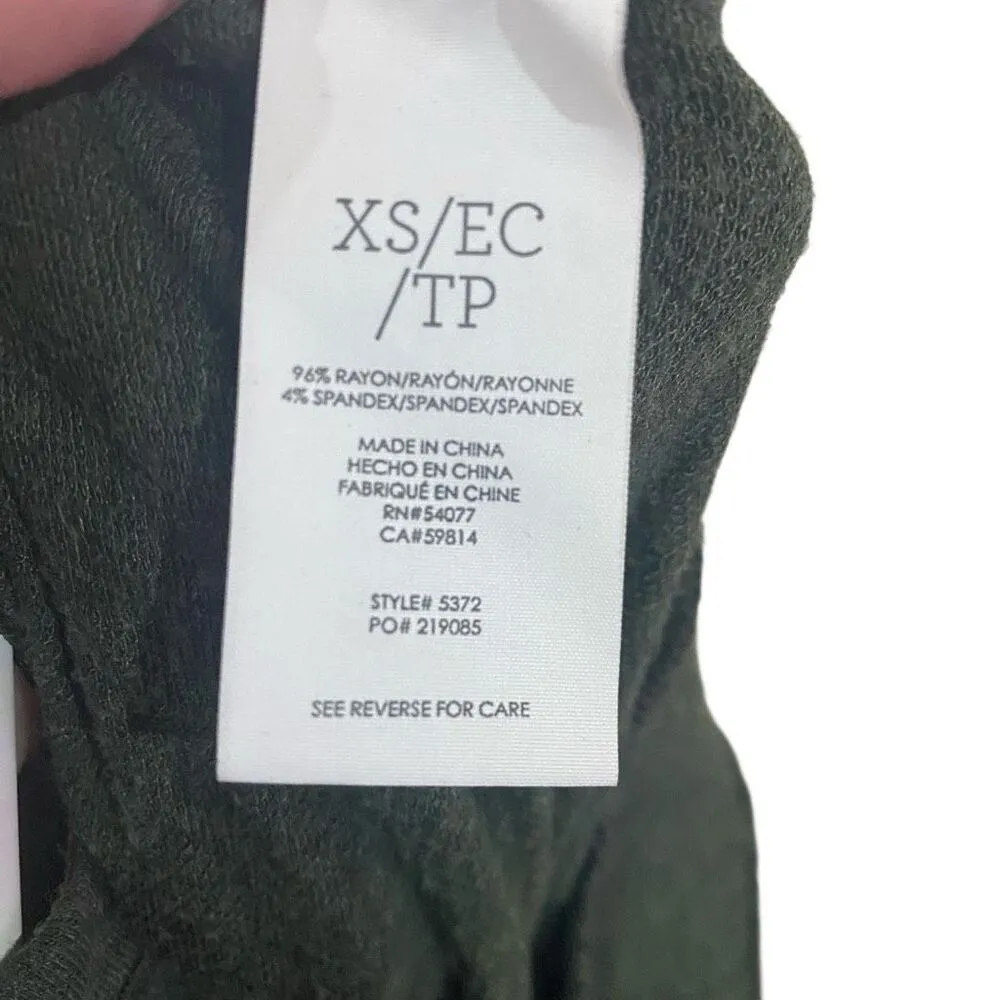 XS/EC
/TP
96% RAYON/RAYÓN/RAYONNE
4% SPANDEX/SPANDEX/SPANDEX
MADE IN CHINA
HECHO EN CHINA
FABRIQUÉ EN CHINE
RN#54077
CA#59814
STYLE# 5372
PO# 219085
SEE REVERSE FOR CARE